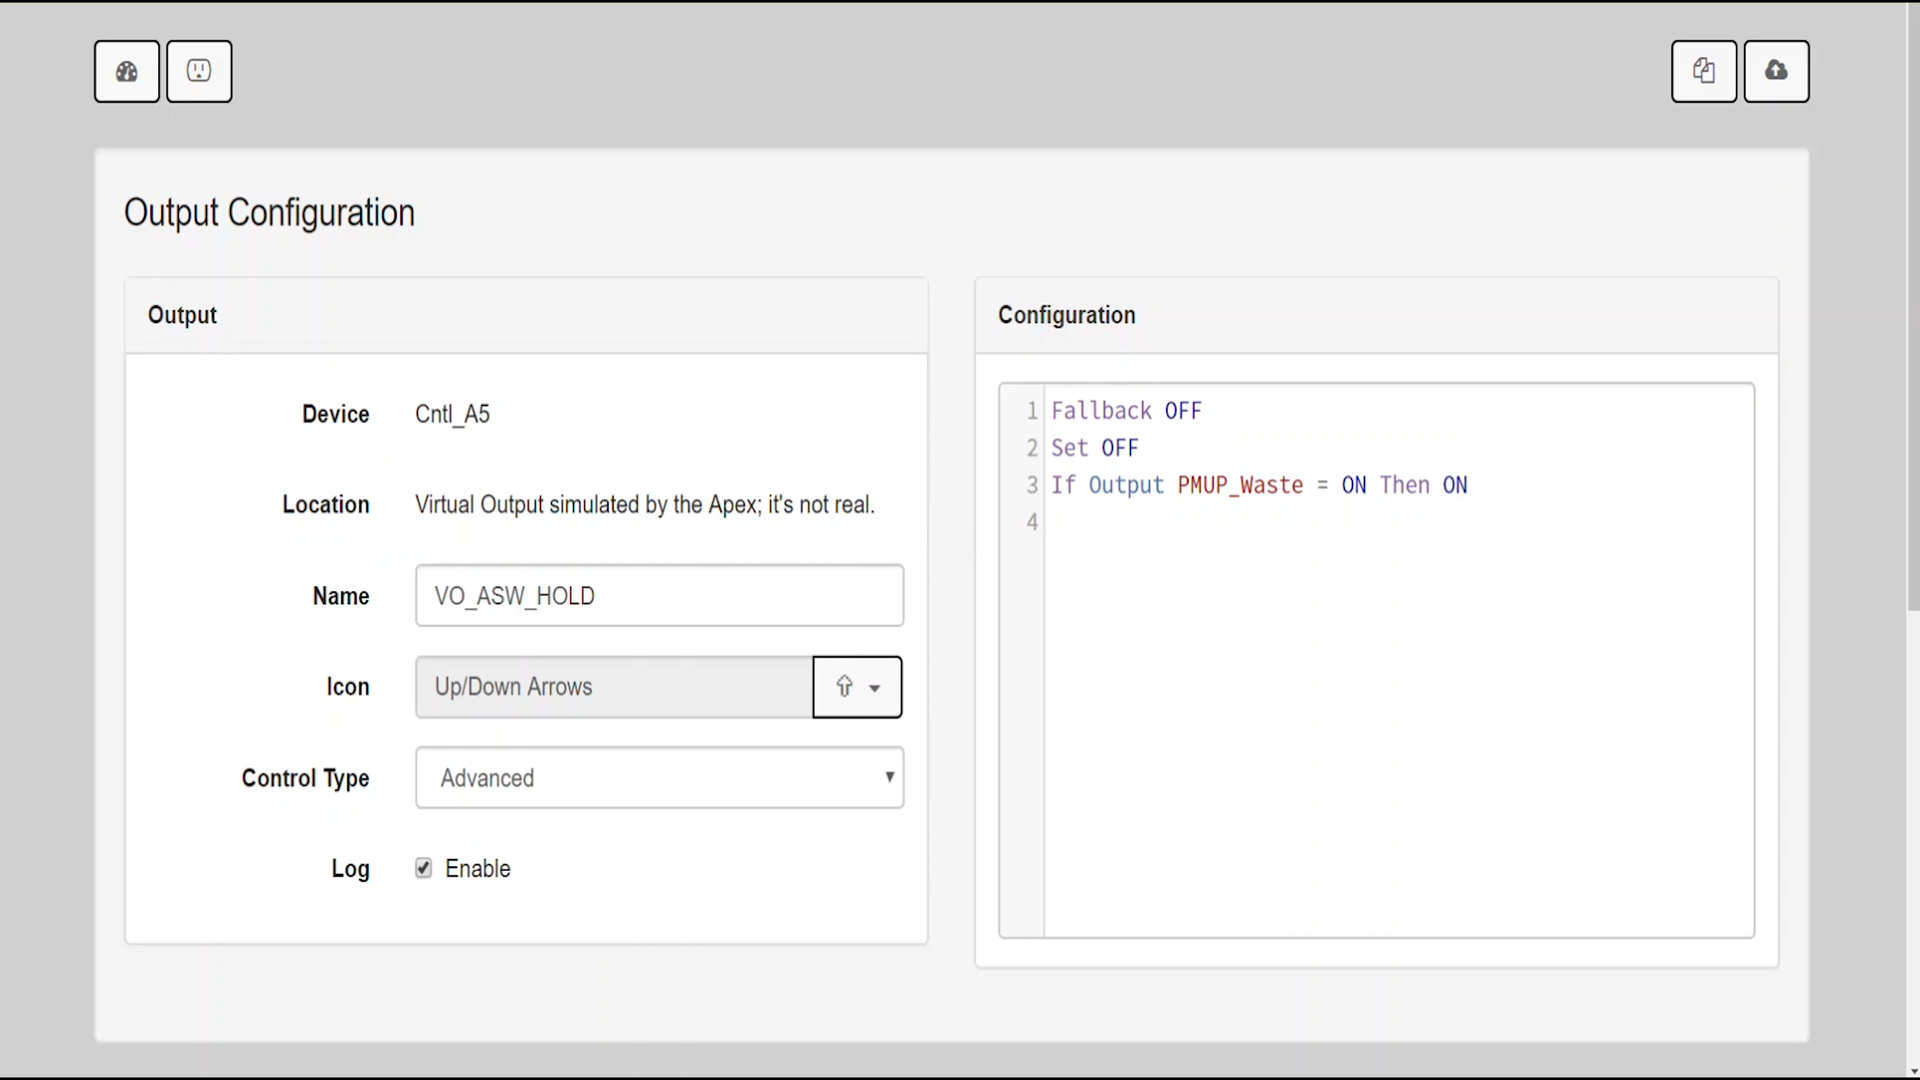 Output Configuration
Output
Device Cntl_A5
Location Virtual Output simulated by the Apex; it's not real.
Name VO_ASW_HOLD
Icon Up/Down Arrows
Control Type Advanced
Log Enable
Configuration
1 Fallback OFF
2 Set OFF
3 If Output PMUP_Waste = ON Then ON
4